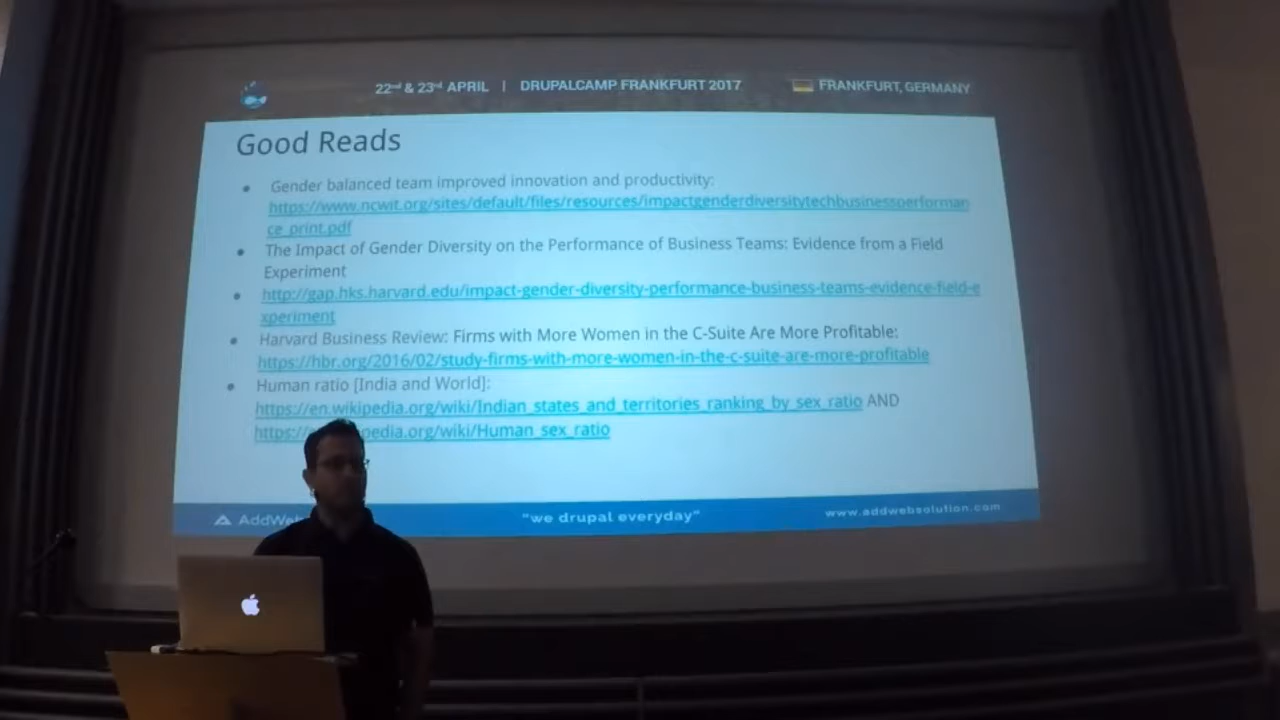 22nd & 23rd APRIL | DRUPALCAMP FRANKFURT 2017 FRANKFURT, GERMANY
Good Reads
• Gender balanced team improved innovation and productivity:
https://www.ncwit.org/sites/default/files/resources/impactgenderdiversitytechbusinessperforman
ce_print.pdf
• The Impact of Gender Diversity on the Performance of Business Teams: Evidence from a Field
Experiment
• http://gap.hks.harvard.edu/impact-gender-diversity-performance-business-teams-evidence-field-e
xperiment
• Harvard Business Review: Firms with More Women in the C-Suite Are More Profitable:
https://hbr.org/2016/02/study-firms-with-more-women-in-the-c-suite-are-more-profitable
• Human ratio [India and World]:
https://en.wikipedia.org/wiki/Indian_states_and_territories_ranking_by_sex_ratio AND
https://e pedia.org/wiki/Human_sex_ratio
AddWeb "we drupal everyday" www.addwebsolution.com